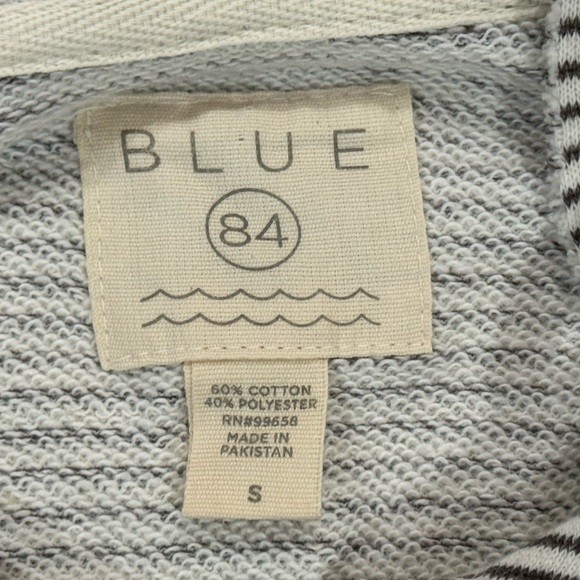 BLUE
84
60% COTTON
40% POLYESTER
RN#99658
MADE IN
PAKISTAN
S